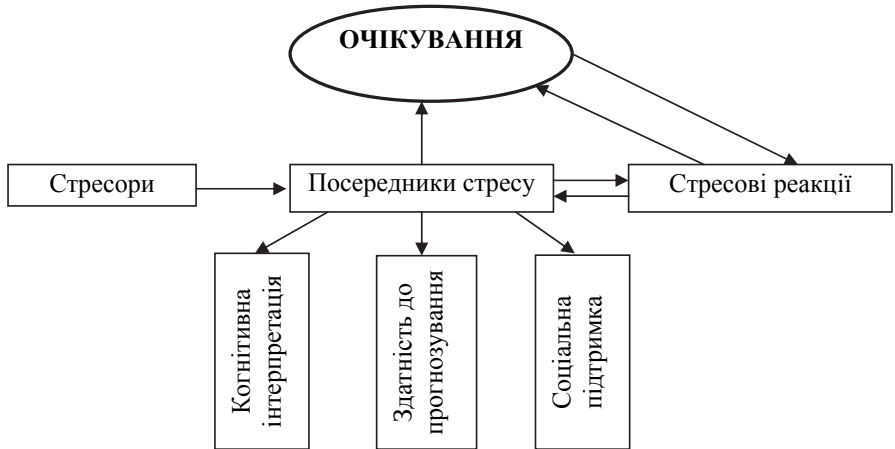 ОЧІКУВАННЯ
Стресори
Посередники стресу
Стресові реакції
Когнітивна
інтерпретація
Здатність до
прогнозування
Соціальна
підтримка